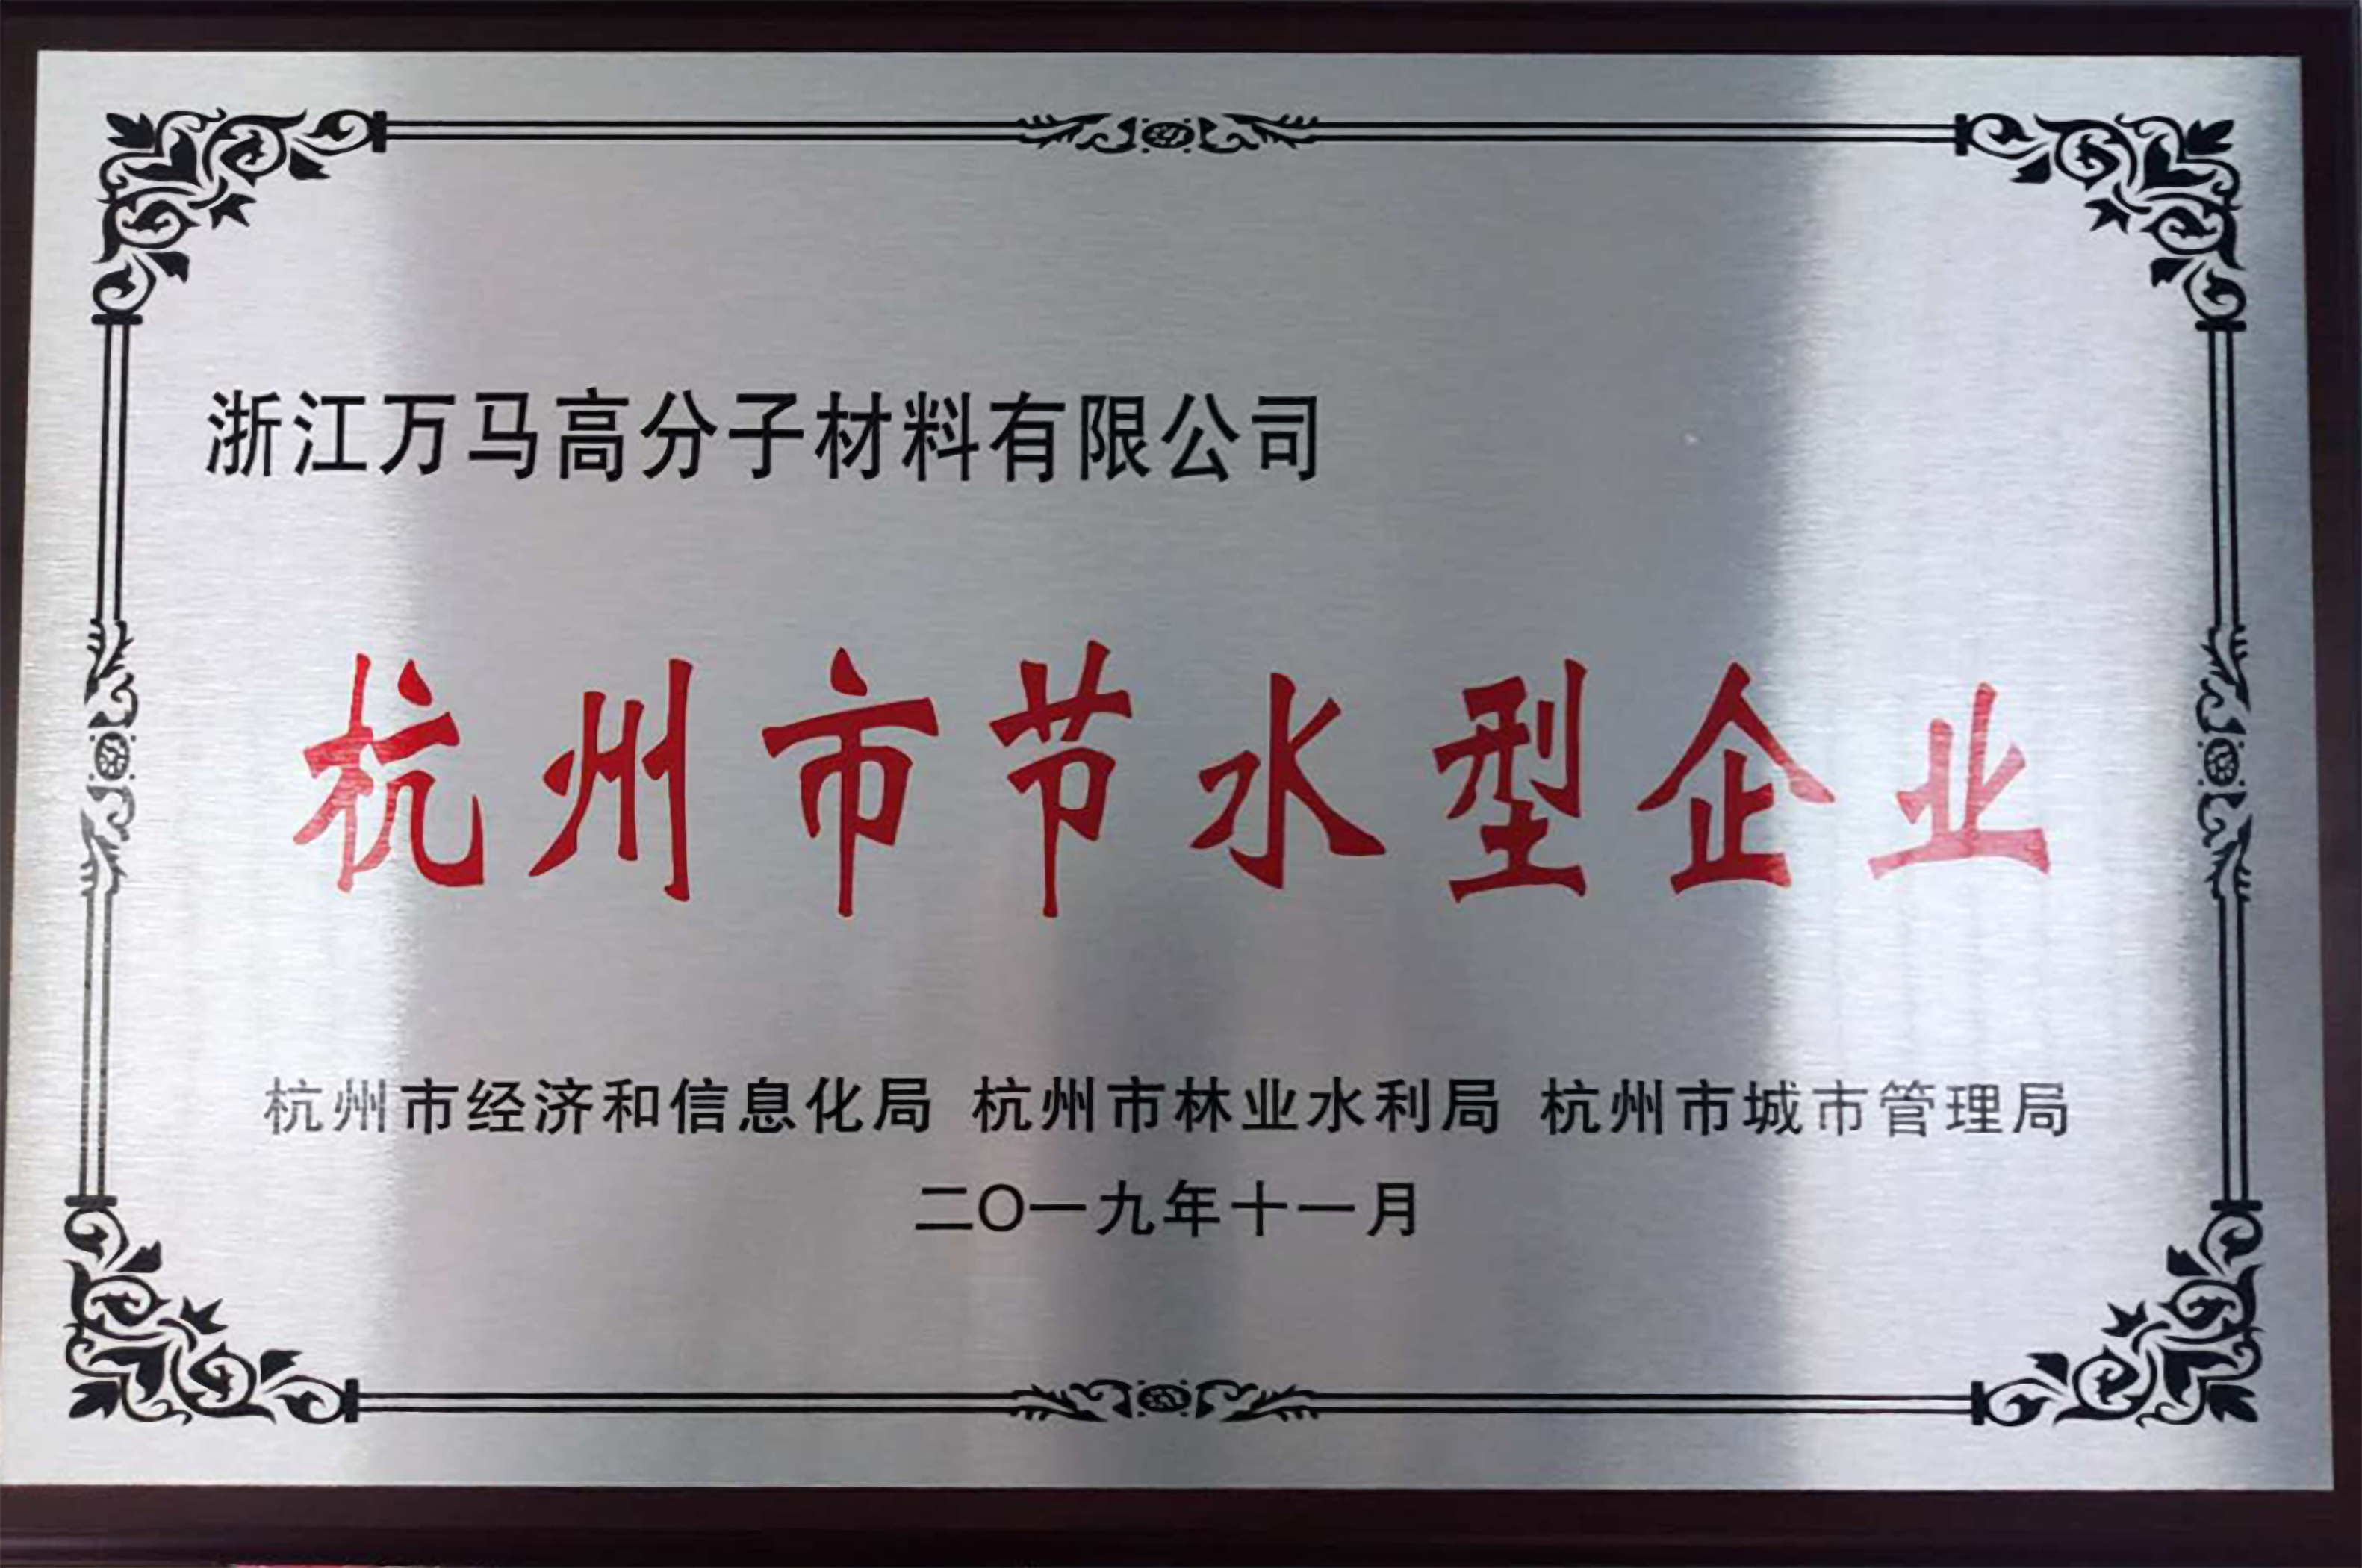 浙江万马高分子材料有限公司
杭州市节水型企业
杭州市经济和信息化局 杭州市林业水利局 杭州市城市管理局
二〇一九年十一月